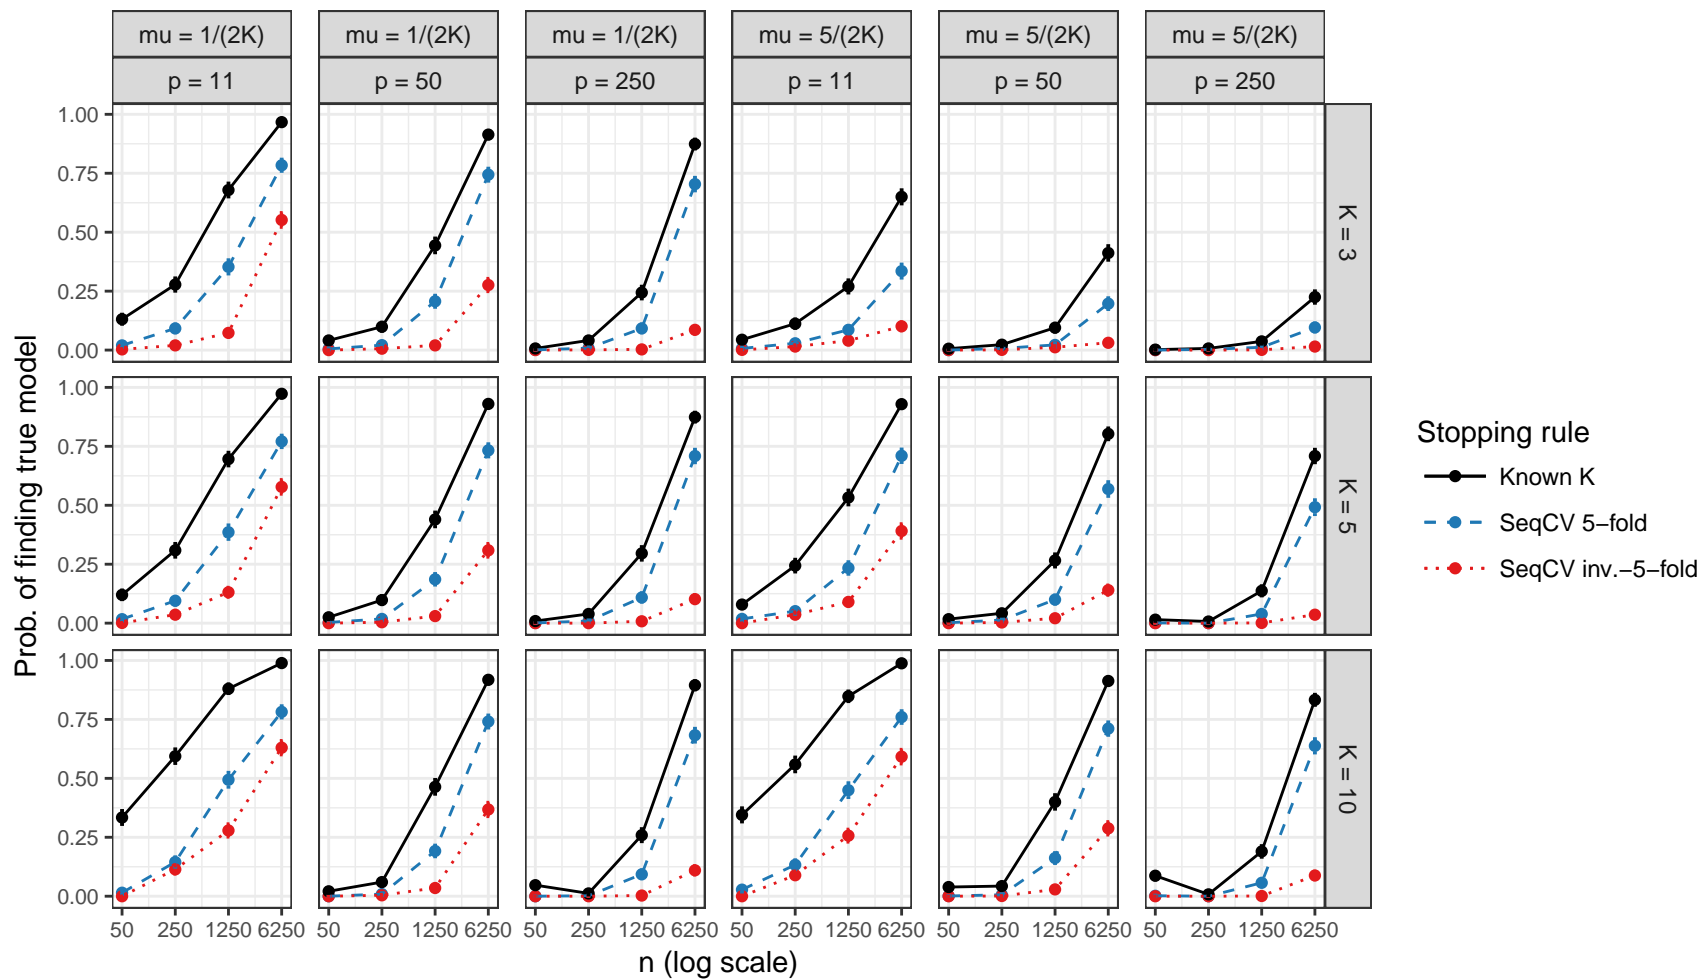 mu = 1/(2K) mu = 1/(2K) mu = 1/(2K) mu = 5/(2K) mu = 5/(2K) mu = 5/(2K)
p = 11 p = 50 p = 250 p = 11 p = 50 p = 250
1.00
0.75
0.50
0.25
0.00
K = 3
1.00
0.75
0.50
0.25
0.00
K = 5
1.00
0.75
0.50
0.25
0.00
K = 10
Prob. of finding true model
50 250 1250 6250 50 250 1250 6250 50 250 1250 6250 50 250 1250 6250 50 250 1250 6250 50 250 1250 6250
n (log scale)
Stopping rule
Known K
SeqCV 5−fold
SeqCV inv.−5−fold